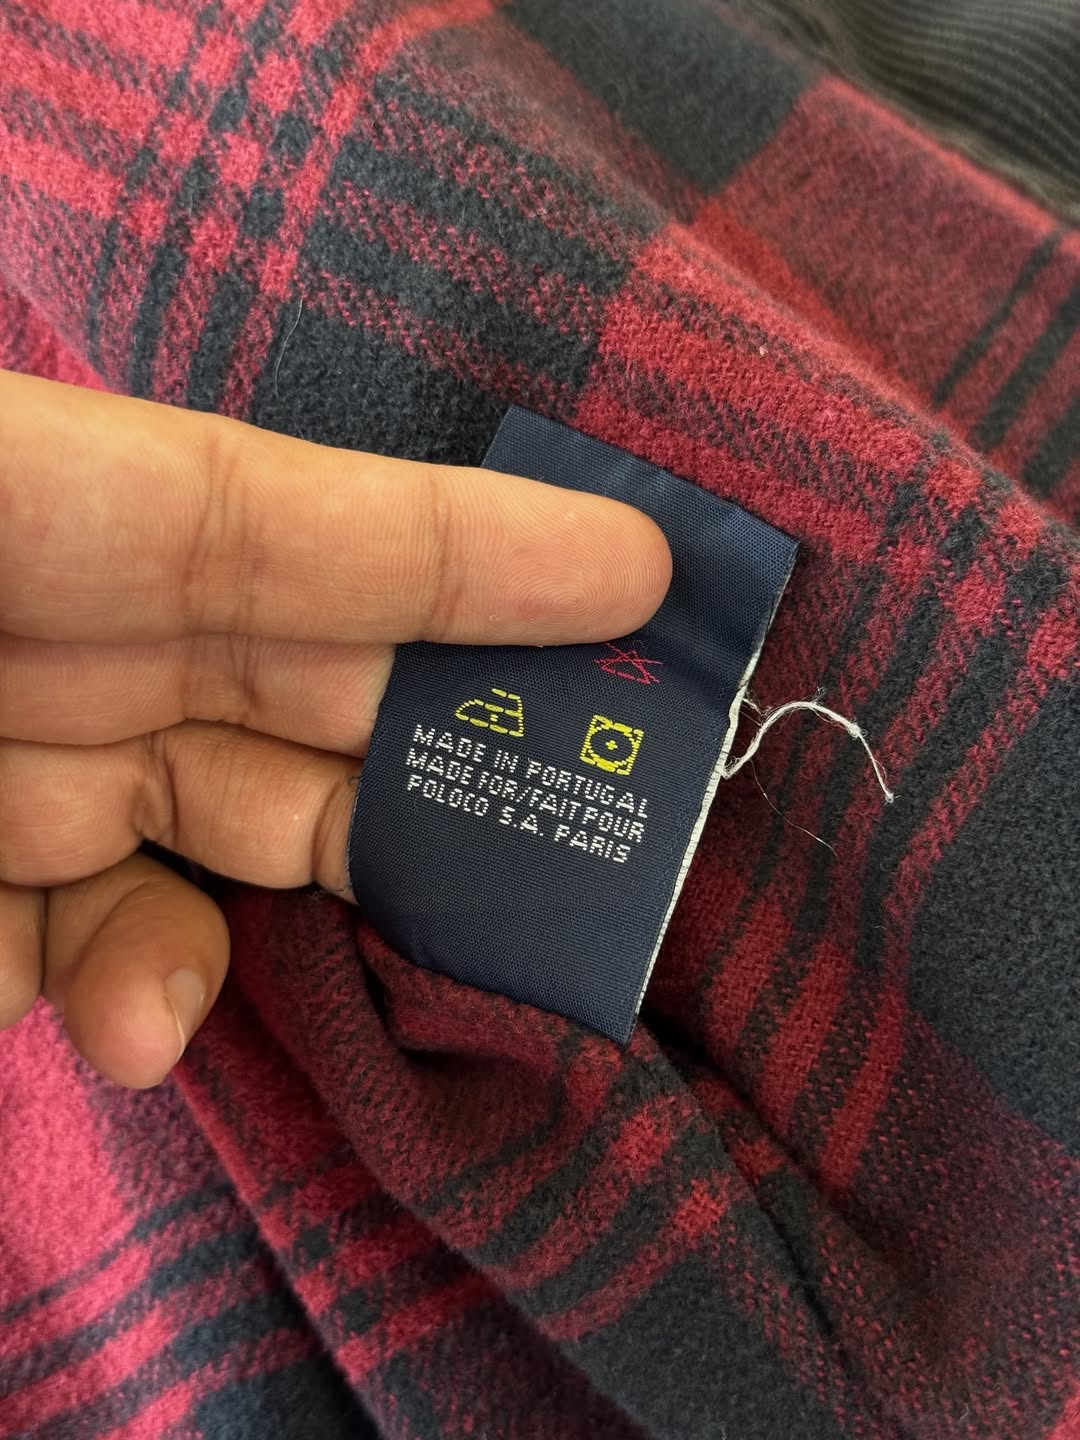 MADE IN PORTUGAL
MADE FOR/FAIT POUR
POLOCO S.A. PARIS